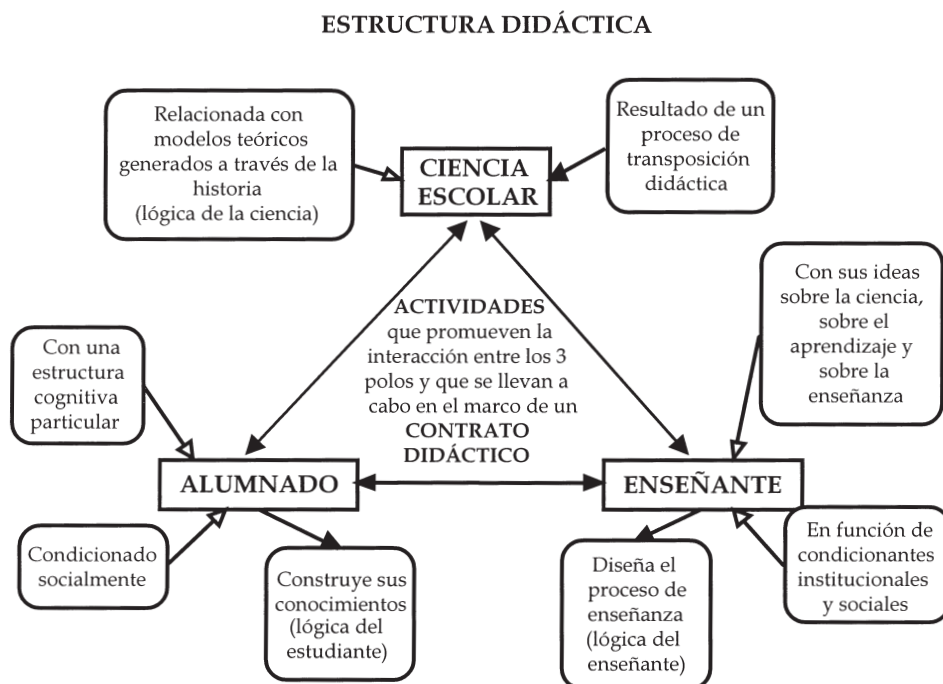 ESTRUCTURA DIDÁCTICA
Relacionada con
modelos teóricos
generados a través de la
historia
(lógica de la ciencia)
Resultado de un
proceso de
transposición
didáctica
CIENCIA
ESCOLAR
ACTIVIDADES
que promueven la
interacción entre los 3
polos y que se llevan a
cabo en el marco de un
CONTRATO
DIDÁCTICO
Con sus ideas
sobre la ciencia,
sobre el
aprendizaje y
sobre la
enseñanza
Con una
estructura
cognitiva
particular
ALUMNADO
ENSEÑANTE
Condicionado
socialmente
Construye sus
conocimientos
(lógica del
estudiante)
Diseña el
proceso de
enseñanza
(lógica del
enseñante)
En función de
condicionantes
institucionales
y sociales